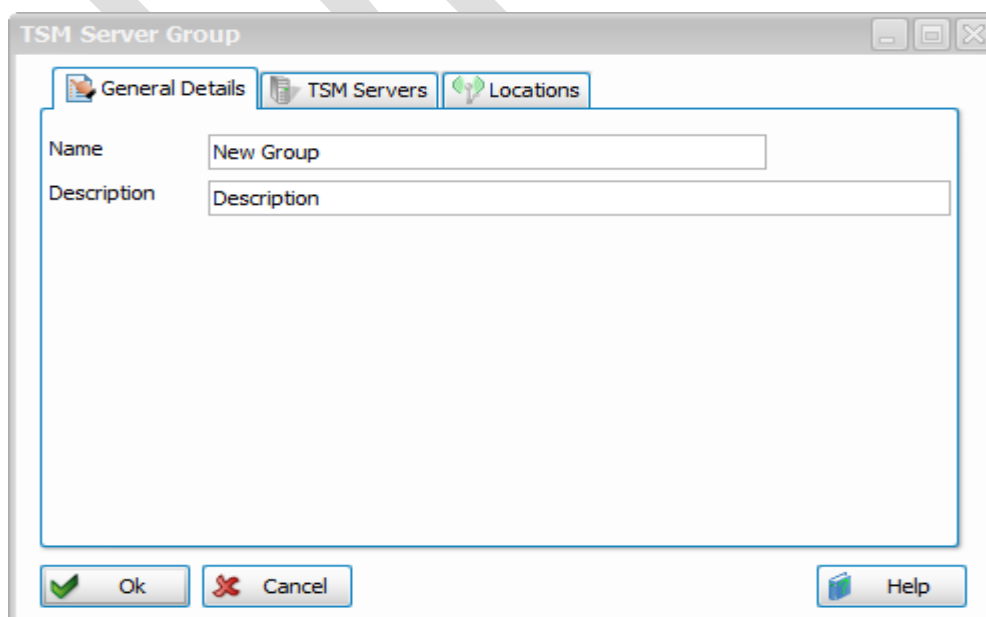 TSM Server Group
General Details TSM Servers Locations
Name New Group
Description Description
Ok Cancel Help